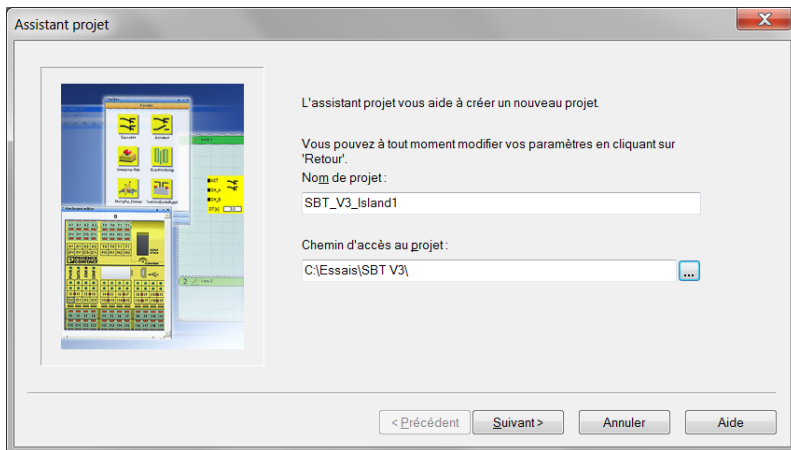 Assistant projet
L'assistant projet vous aide à créer un nouveau projet.
Vous pouvez à tout moment modifier vos paramètres en cliquant sur
'Retour'.
Nom de projet :
SBT_V3_Island1
Chemin d'accès au projet :
C:\Essais\SBT V3\
...
< Précédent
Suivant >
Annuler
Aide